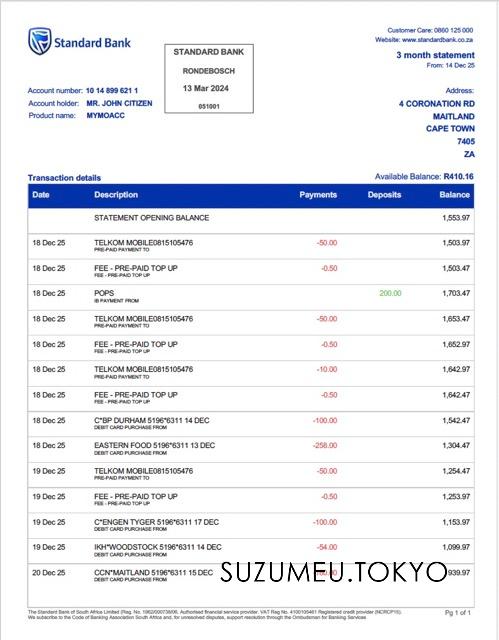 Standard Bank
STANDARD BANK
RONDEBOSCH
13 Mar 2024
051001
Customer Care: 0860 125 000
Website: www.standardbank.co.za
3 month statement
From: 14 Dec 25
Account number: 10 14 899 621 1
Account holder: MR. JOHN CITIZEN
Product name: MYMOACC
Address:
4 CORONATION RD
MAITLAND
CAPE TOWN
7405
ZA
Transaction details
Available Balance: R410.16
Date Description Payments Deposits Balance
STATEMENT OPENING BALANCE 1,553.97
18 Dec 25 TELKOM MOBILE0815105476 -50.00 1,503.97
PRE-PAID PAYMENT TO
18 Dec 25 FEE - PRE-PAID TOP UP -0.50 1,503.47
FEE - PRE-PAID TOP UP
18 Dec 25 POPS 200.00 1,703.47
IB PAYMENT FROM
18 Dec 25 TELKOM MOBILE0815105476 -50.00 1,653.47
PRE-PAID PAYMENT TO
18 Dec 25 FEE - PRE-PAID TOP UP -0.50 1,652.97
FEE - PRE-PAID TOP UP
18 Dec 25 TELKOM MOBILE0815105476 -10.00 1,642.97
PRE-PAID PAYMENT TO
18 Dec 25 FEE - PRE-PAID TOP UP -0.50 1,642.47
FEE - PRE-PAID TOP UP
18 Dec 25 C*BP DURHAM 5196*6311 14 DEC -100.00 1,542.47
DEBIT CARD PURCHASE FROM
18 Dec 25 EASTERN FOOD 5196*6311 13 DEC -258.00 1,304.47
DEBIT CARD PURCHASE FROM
19 Dec 25 TELKOM MOBILE0815105476 -50.00 1,254.47
PRE-PAID PAYMENT TO
19 Dec 25 FEE - PRE-PAID TOP UP -0.50 1,253.97
FEE - PRE-PAID TOP UP
19 Dec 25 C*ENGEN TYGER 5196*6311 17 DEC -100.00 1,153.97
DEBIT CARD PURCHASE FROM
19 Dec 25 IKH*WOODSTOCK 5196*6311 14 DEC -54.00 1,099.97
DEBIT CARD PURCHASE FROM
20 Dec 25 CCN*MAITLAND 5196*6311 15 DEC 939.97
DEBIT CARD PURCHASE FROM
SUZUMEU.TOKYO
The Standard Bank of South Africa Limited (Reg. No. 1962/000738/06. Authorised financial service provider. VAT Reg No. 4100105461 Registered credit provider (NCRCP15).
We subscribe to the Code of Banking Association South Africa and, for unresolved disputes, support resolution through the Ombudsman for Banking Services
Pg 1 of 1